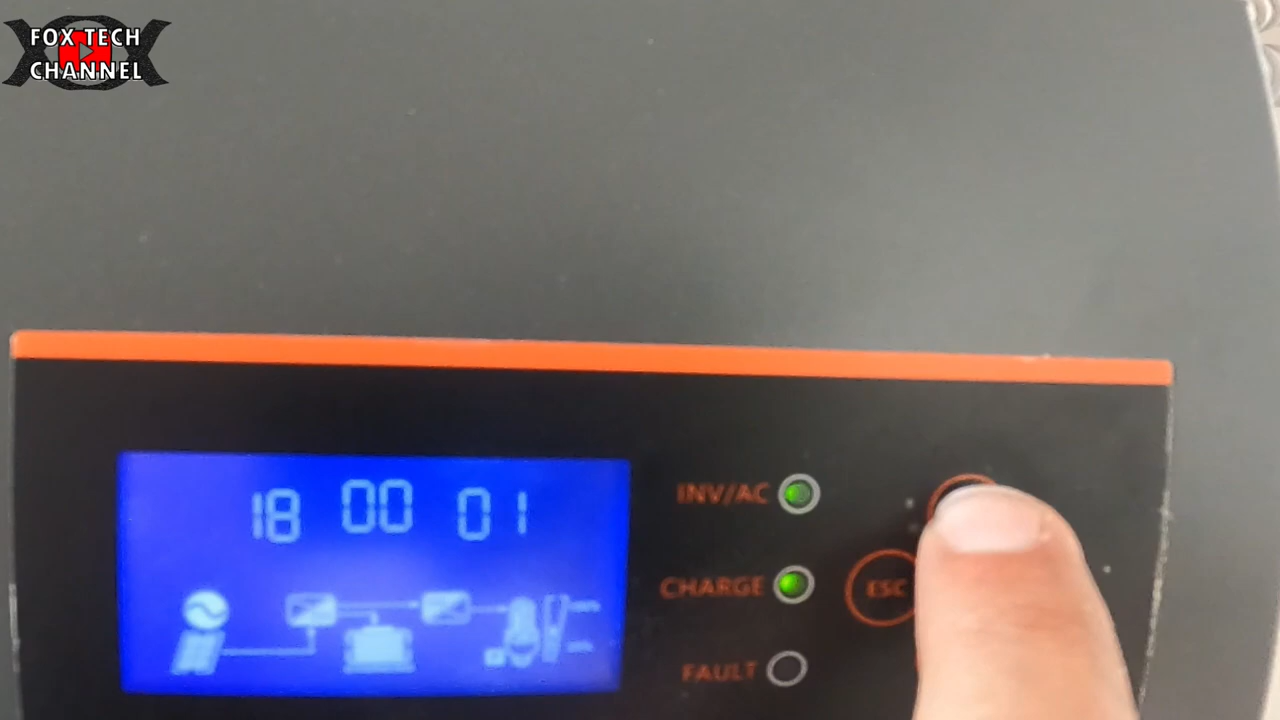 FOX TECH
CHANNEL
18 00 01
INV/AC
CHARGE
ESC
FAULT